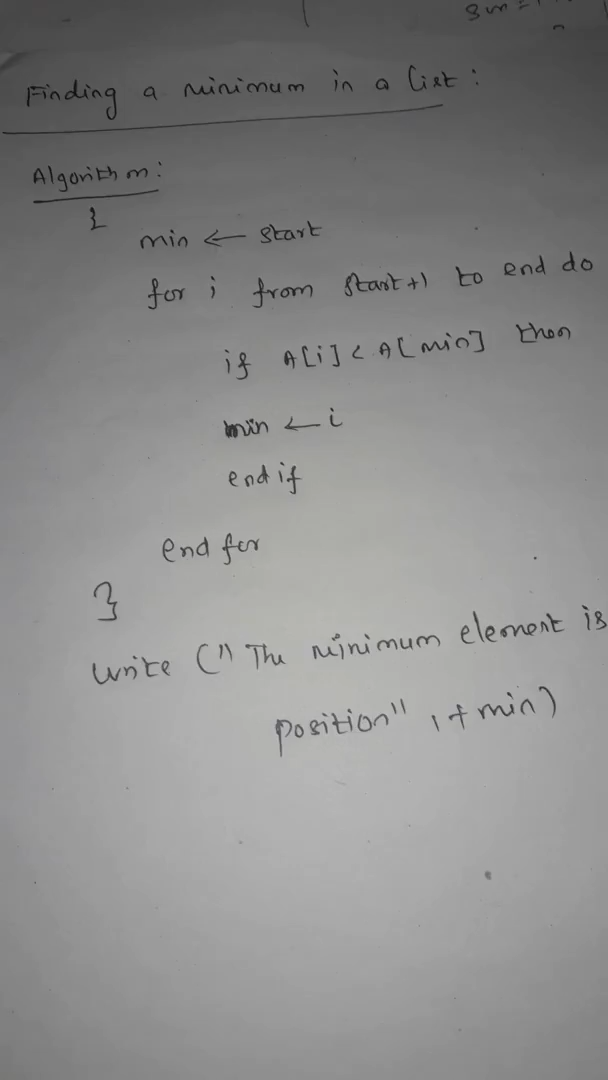 Finding a minimum in a list:
Algorithm:
{
min ← start
for i from start+1 to end do
if A[i] < A[min] then
min ← i
end if
end for
}
write (" The minimum element is
position" , + min)